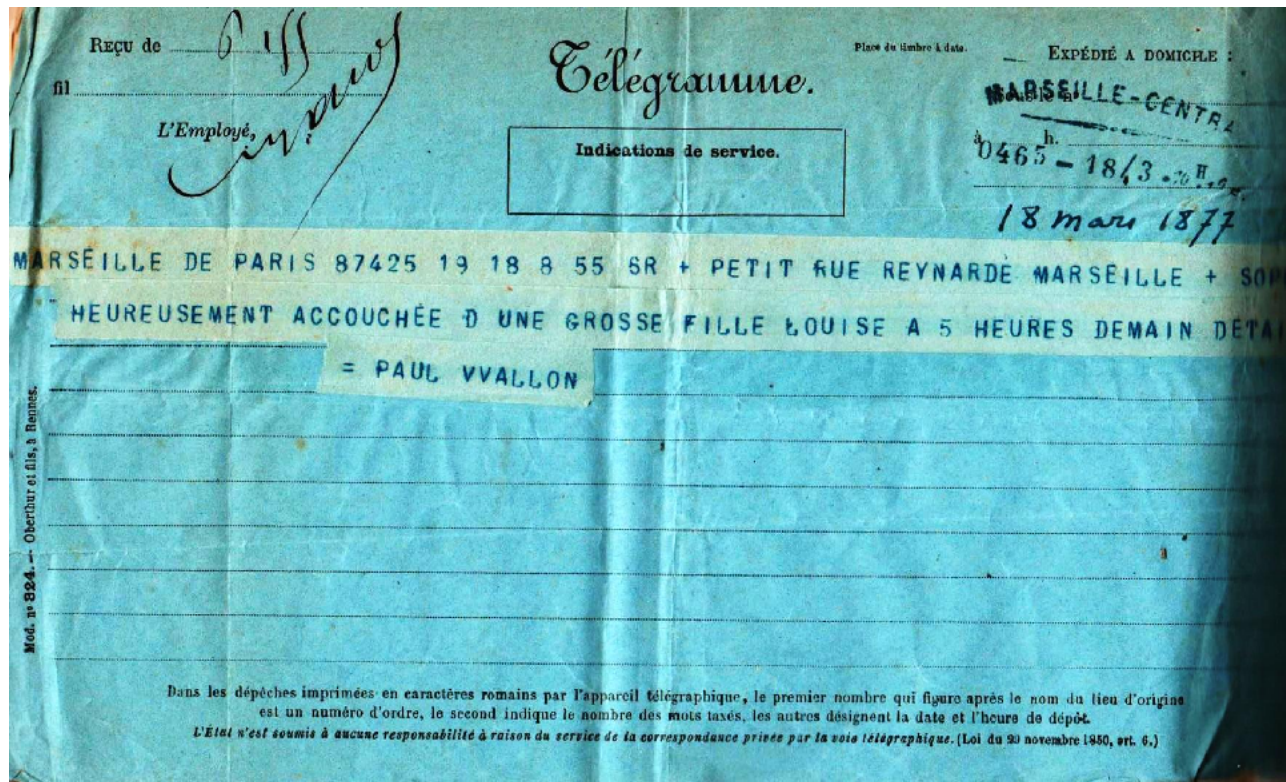 REÇU de
Télégramme.
Place du timbre à date.
EXPÉDIÉ A DOMICILE :
fil
MARSEILLE-CENTRA
L'Employé,
Indications de service.
à h.
0465 - 18/3
18 mars 1877
MARSEILLE DE PARIS 87425 19 18 8 55 SR + PETIT RUE REYNARDE MARSEILLE +
HEUREUSEMENT ACCOUCHÉE D UNE GROSSE FILLE LOUISE A 5 HEURES DEMAIN DÉTAI
= PAUL VVALLON
Mod. nº 324. — Oberthur et fils, à Rennes.
Dans les dépêches imprimées en caractères romains par l'appareil télégraphique, le premier nombre qui figure après le nom du lieu d'origine
est un numéro d'ordre, le second indique le nombre des mots taxés, les autres désignent la date et l'heure de dépôt.
L'État n'est soumis à aucune responsabilité à raison du service de la correspondance privée par la voie télégraphique. (Loi du 29 novembre 1850, art. 6.)